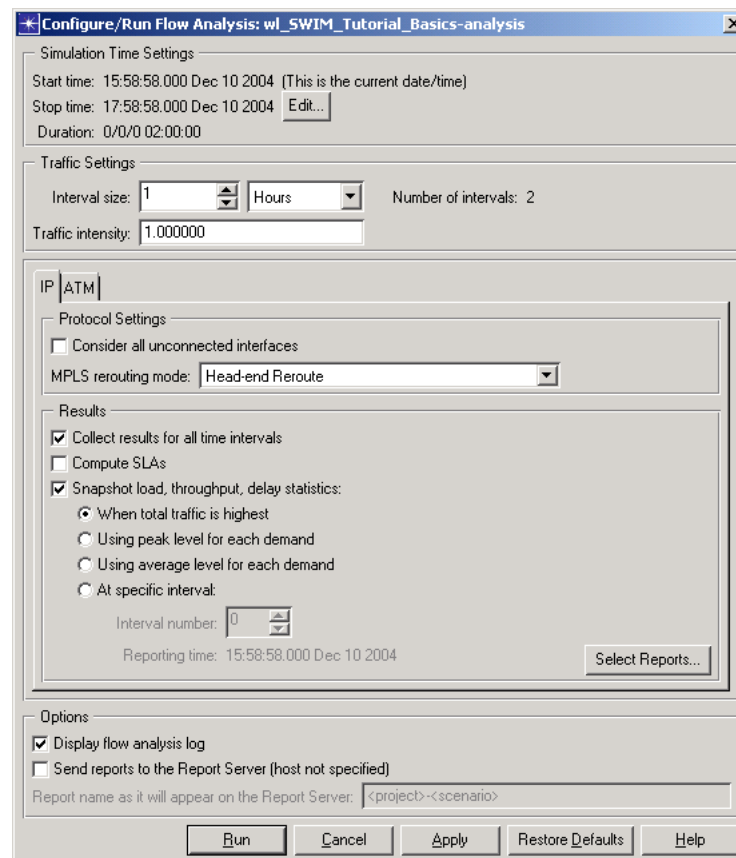 Configure/Run Flow Analysis: wl_SWIM_Tutorial_Basics-analysis
Simulation Time Settings
Start time: 15:58:58.000 Dec 10 2004 (This is the current date/time)
Stop time: 17:58:58.000 Dec 10 2004 Edit...
Duration: 0/0/0 02:00:00
Traffic Settings
Interval size: 1 Hours Number of intervals: 2
Traffic intensity: 1.000000
IP ATM
Protocol Settings
Consider all unconnected interfaces
MPLS rerouting mode: Head-end Reroute
Results
Collect results for all time intervals
Compute SLAs
Snapshot load, throughput, delay statistics:
When total traffic is highest
Using peak level for each demand
Using average level for each demand
At specific interval:
Interval number: 0
Reporting time: 15:58:58.000 Dec 10 2004 Select Reports...
Options
Display flow analysis log
Send reports to the Report Server (host not specified)
Report name as it will appear on the Report Server: <project>-<scenario>
Run Cancel Apply Restore Defaults Help